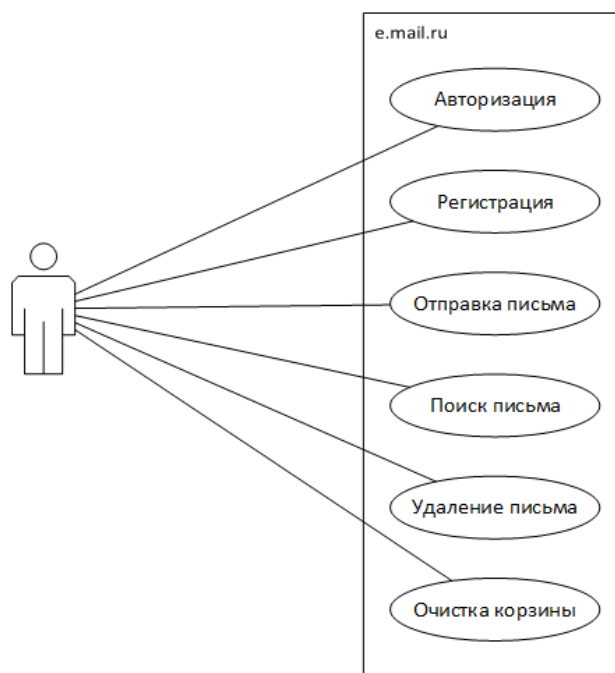 e.mail.ru
Авторизация
Регистрация
Отправка письма
Поиск письма
Удаление письма
Очистка корзины